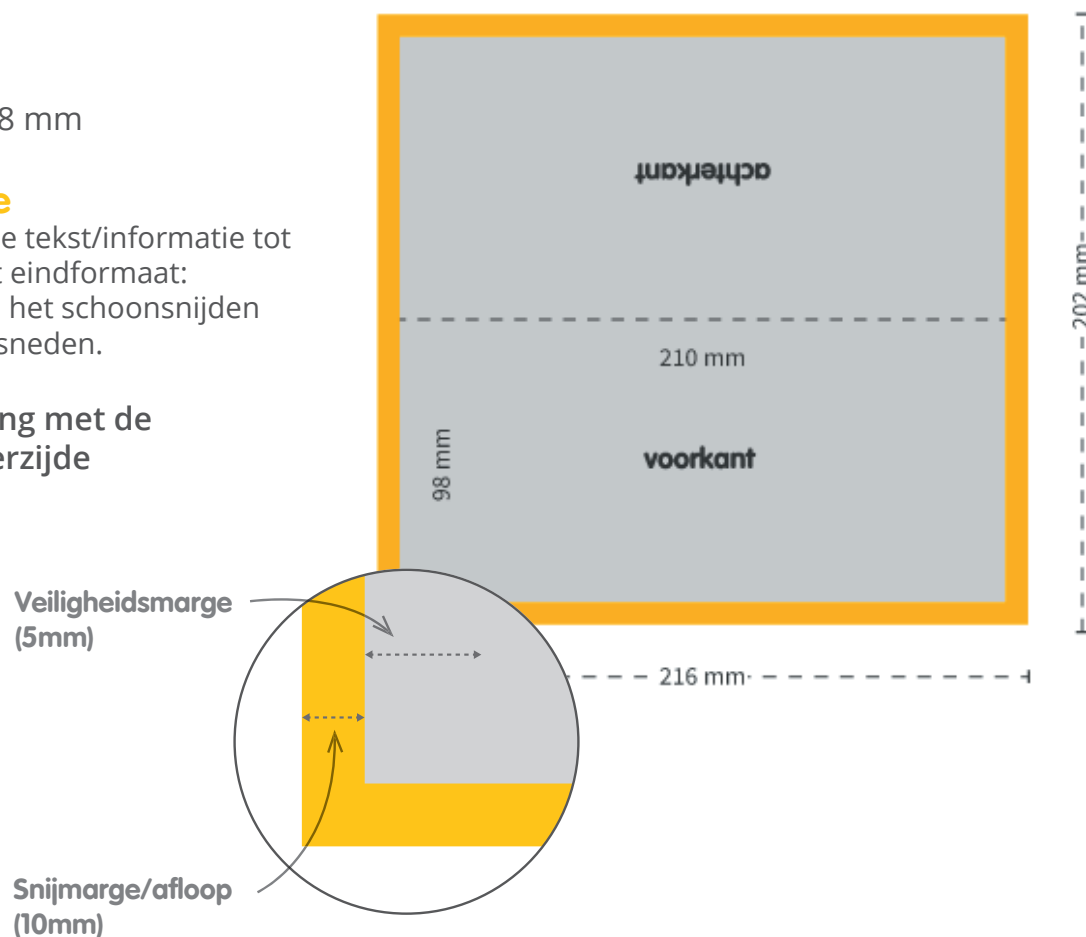 8 mm
e
e tekst/informatie tot
t eindformaat:
het schoonsnijden
sneden.
ng met de
erzijde
achterkant
202 mm
210 mm
98 mm
voorkant
Veiligheidsmarge
(5mm)
216 mm
Snijmarge/afloop
(10mm)